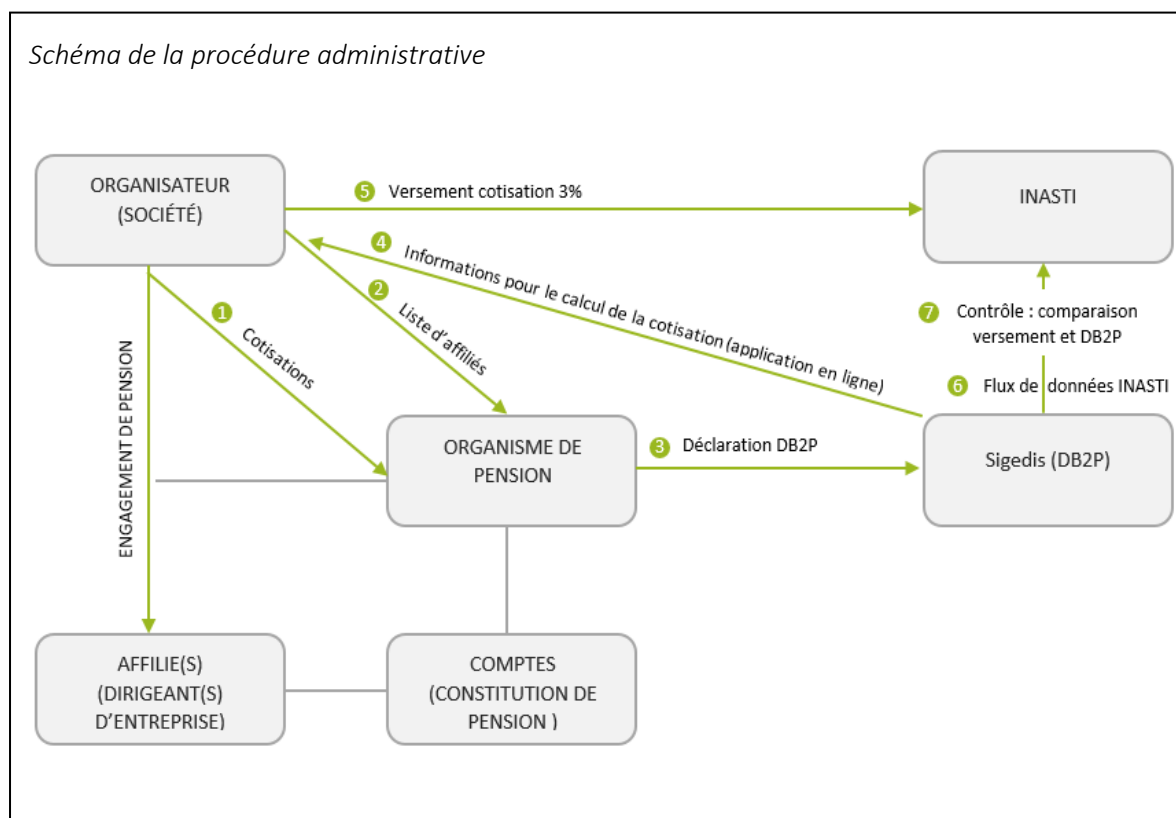 Schéma de la procédure administrative
ORGANISATEUR
(SOCIÉTÉ)
5 Versement cotisation 3%
INASTI
4 Informations pour le calcul de la cotisation (application en ligne)
2 Liste d'affiliés
1 Cotisations
7 Contrôle : comparaison
versement et DB2P
6 Flux de données INASTI
ENGAGEMENT DE PENSION
ORGANISME DE
PENSION
3 Déclaration DB2P
Sigedis (DB2P)
AFFILIE(S)
(DIRIGEANT(S)
D'ENTREPRISE)
COMPTES
(CONSTITUTION DE
PENSION )